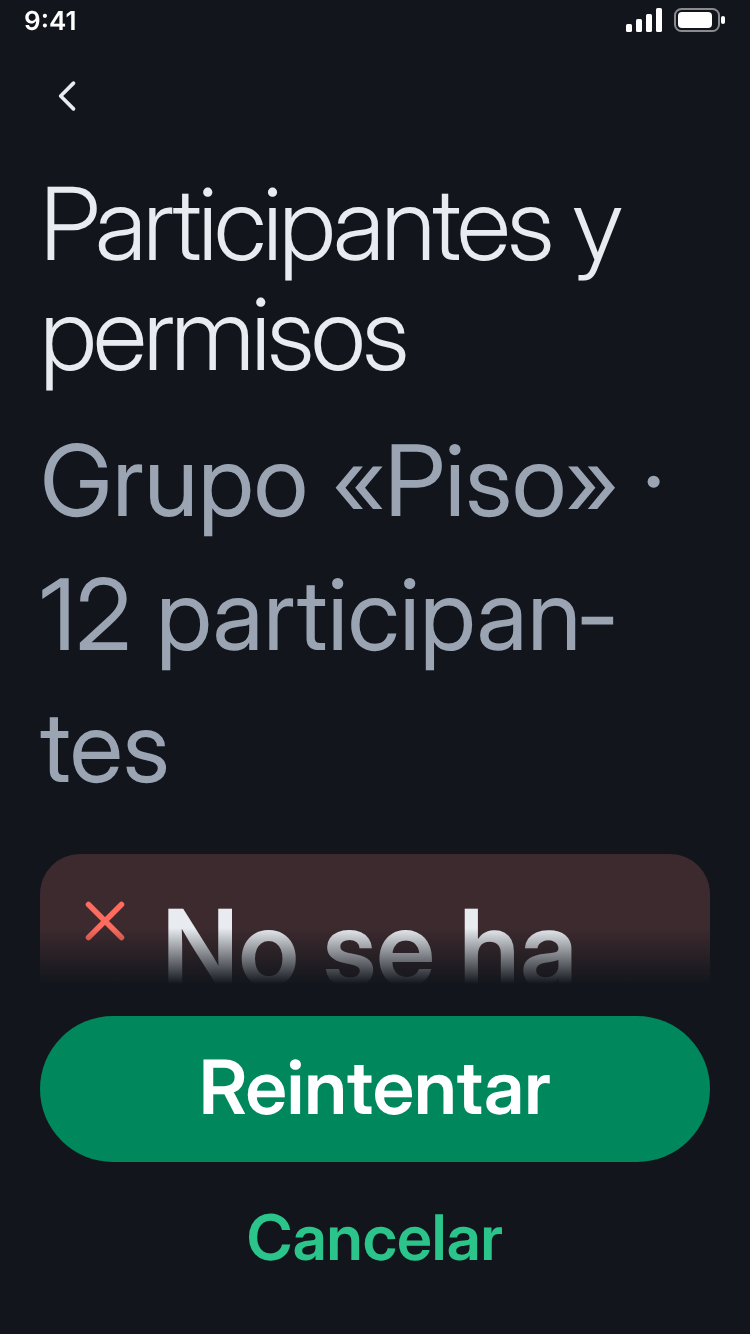 9:41
Participantes y
permisos
Grupo «Piso» ·
12 participan-
tes
No se ha
Reintentar
Cancelar